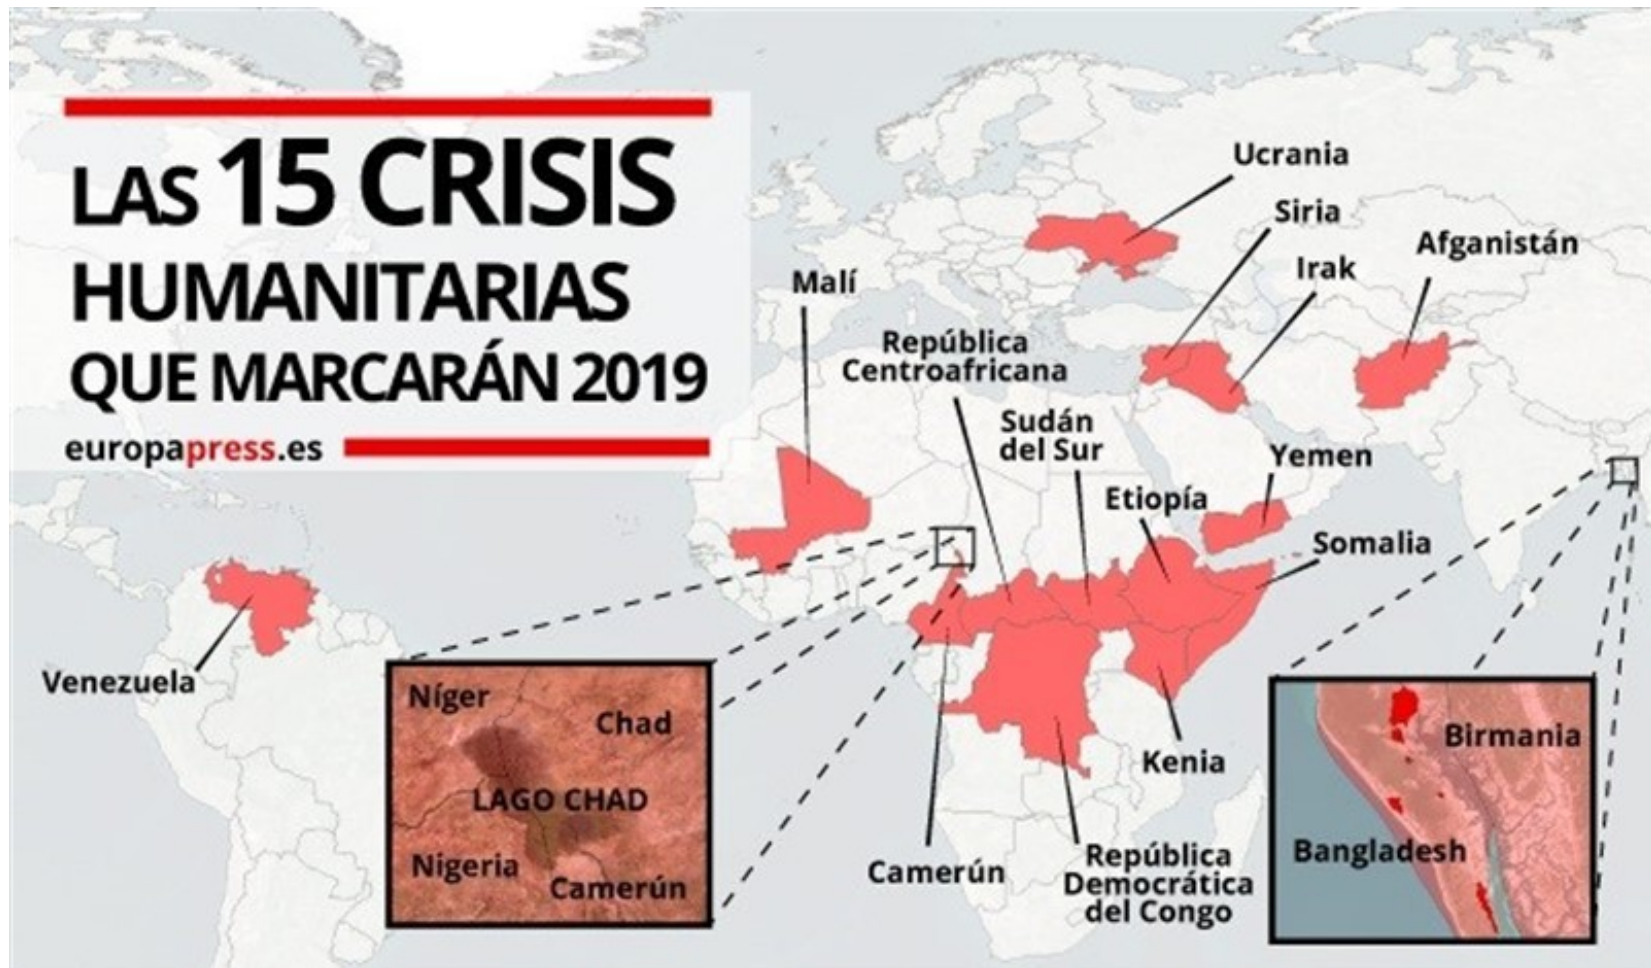 LAS 15 CRISIS
HUMANITARIAS
QUE MARCARÁN 2019
europapress.es
Ucrania
Siria
Afganistán
Irak
Malí
República
Centroafricana
Sudán
del Sur
Yemen
Etiopía
Somalia
Venezuela
Níger
Chad
LAGO CHAD
Nigeria
Camerún
Kenia
Camerún
República
Democrática
del Congo
Birmania
Bangladesh